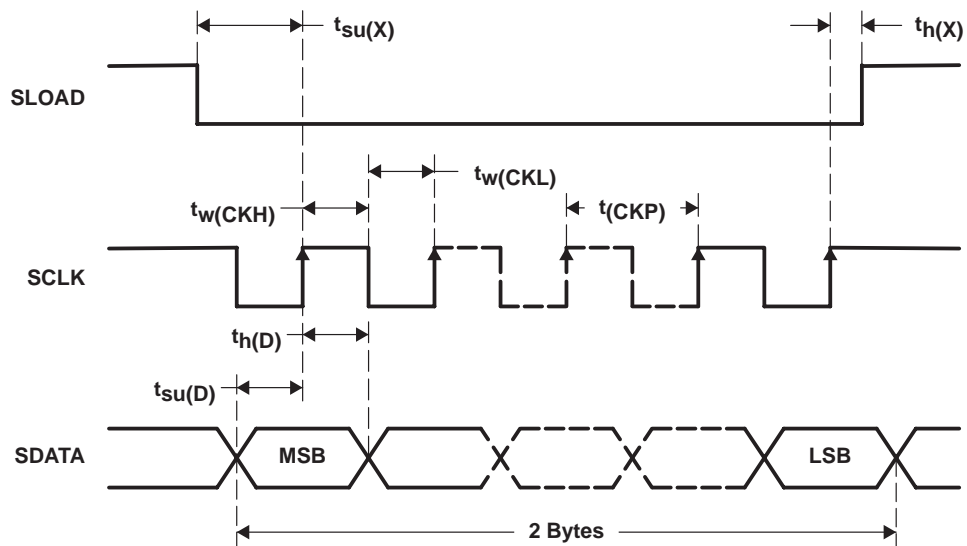 tsu(X)
th(X)
SLOAD
tw(CKL)
tw(CKH)
t(CKP)
SCLK
th(D)
tsu(D)
SDATA
MSB
LSB
2 Bytes